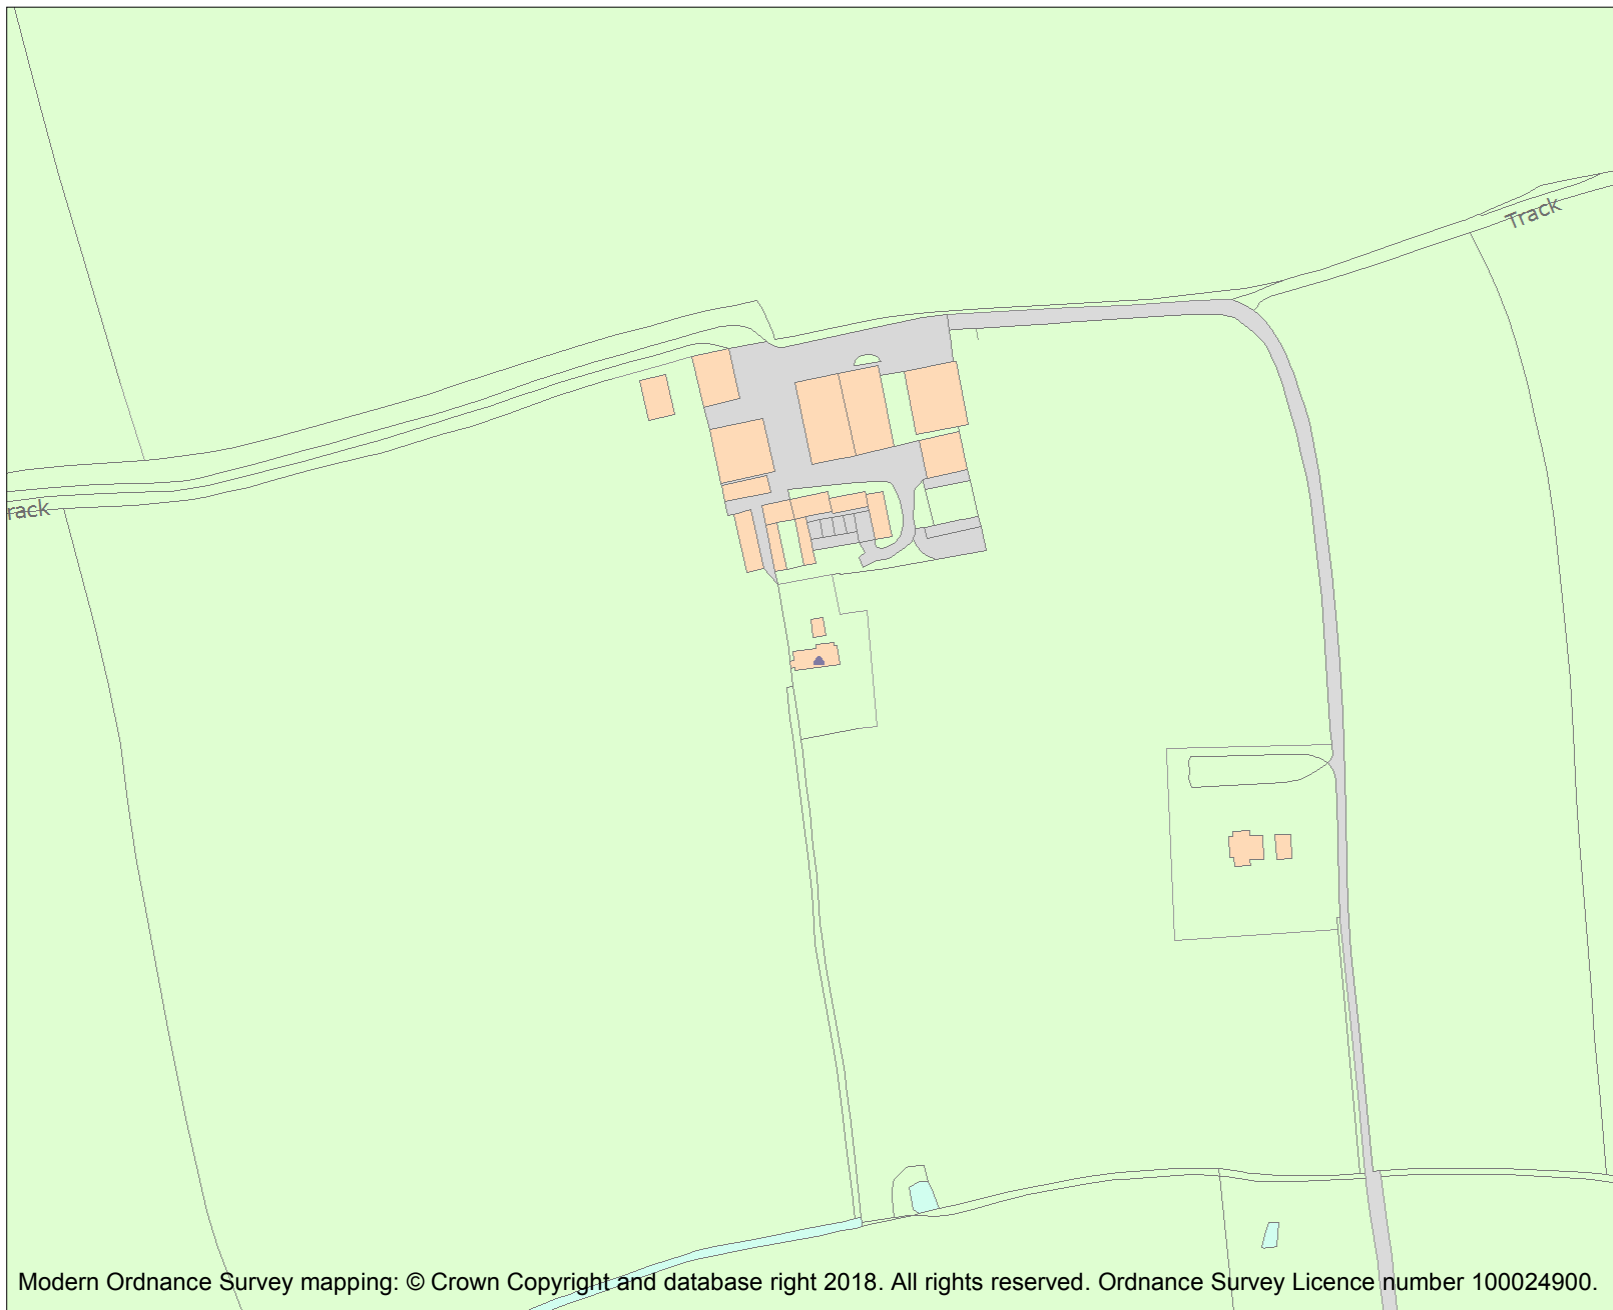 Track
rack
Modern Ordnance Survey mapping: © Crown Copyright and database right 2018. All rights reserved. Ordnance Survey Licence number 100024900.